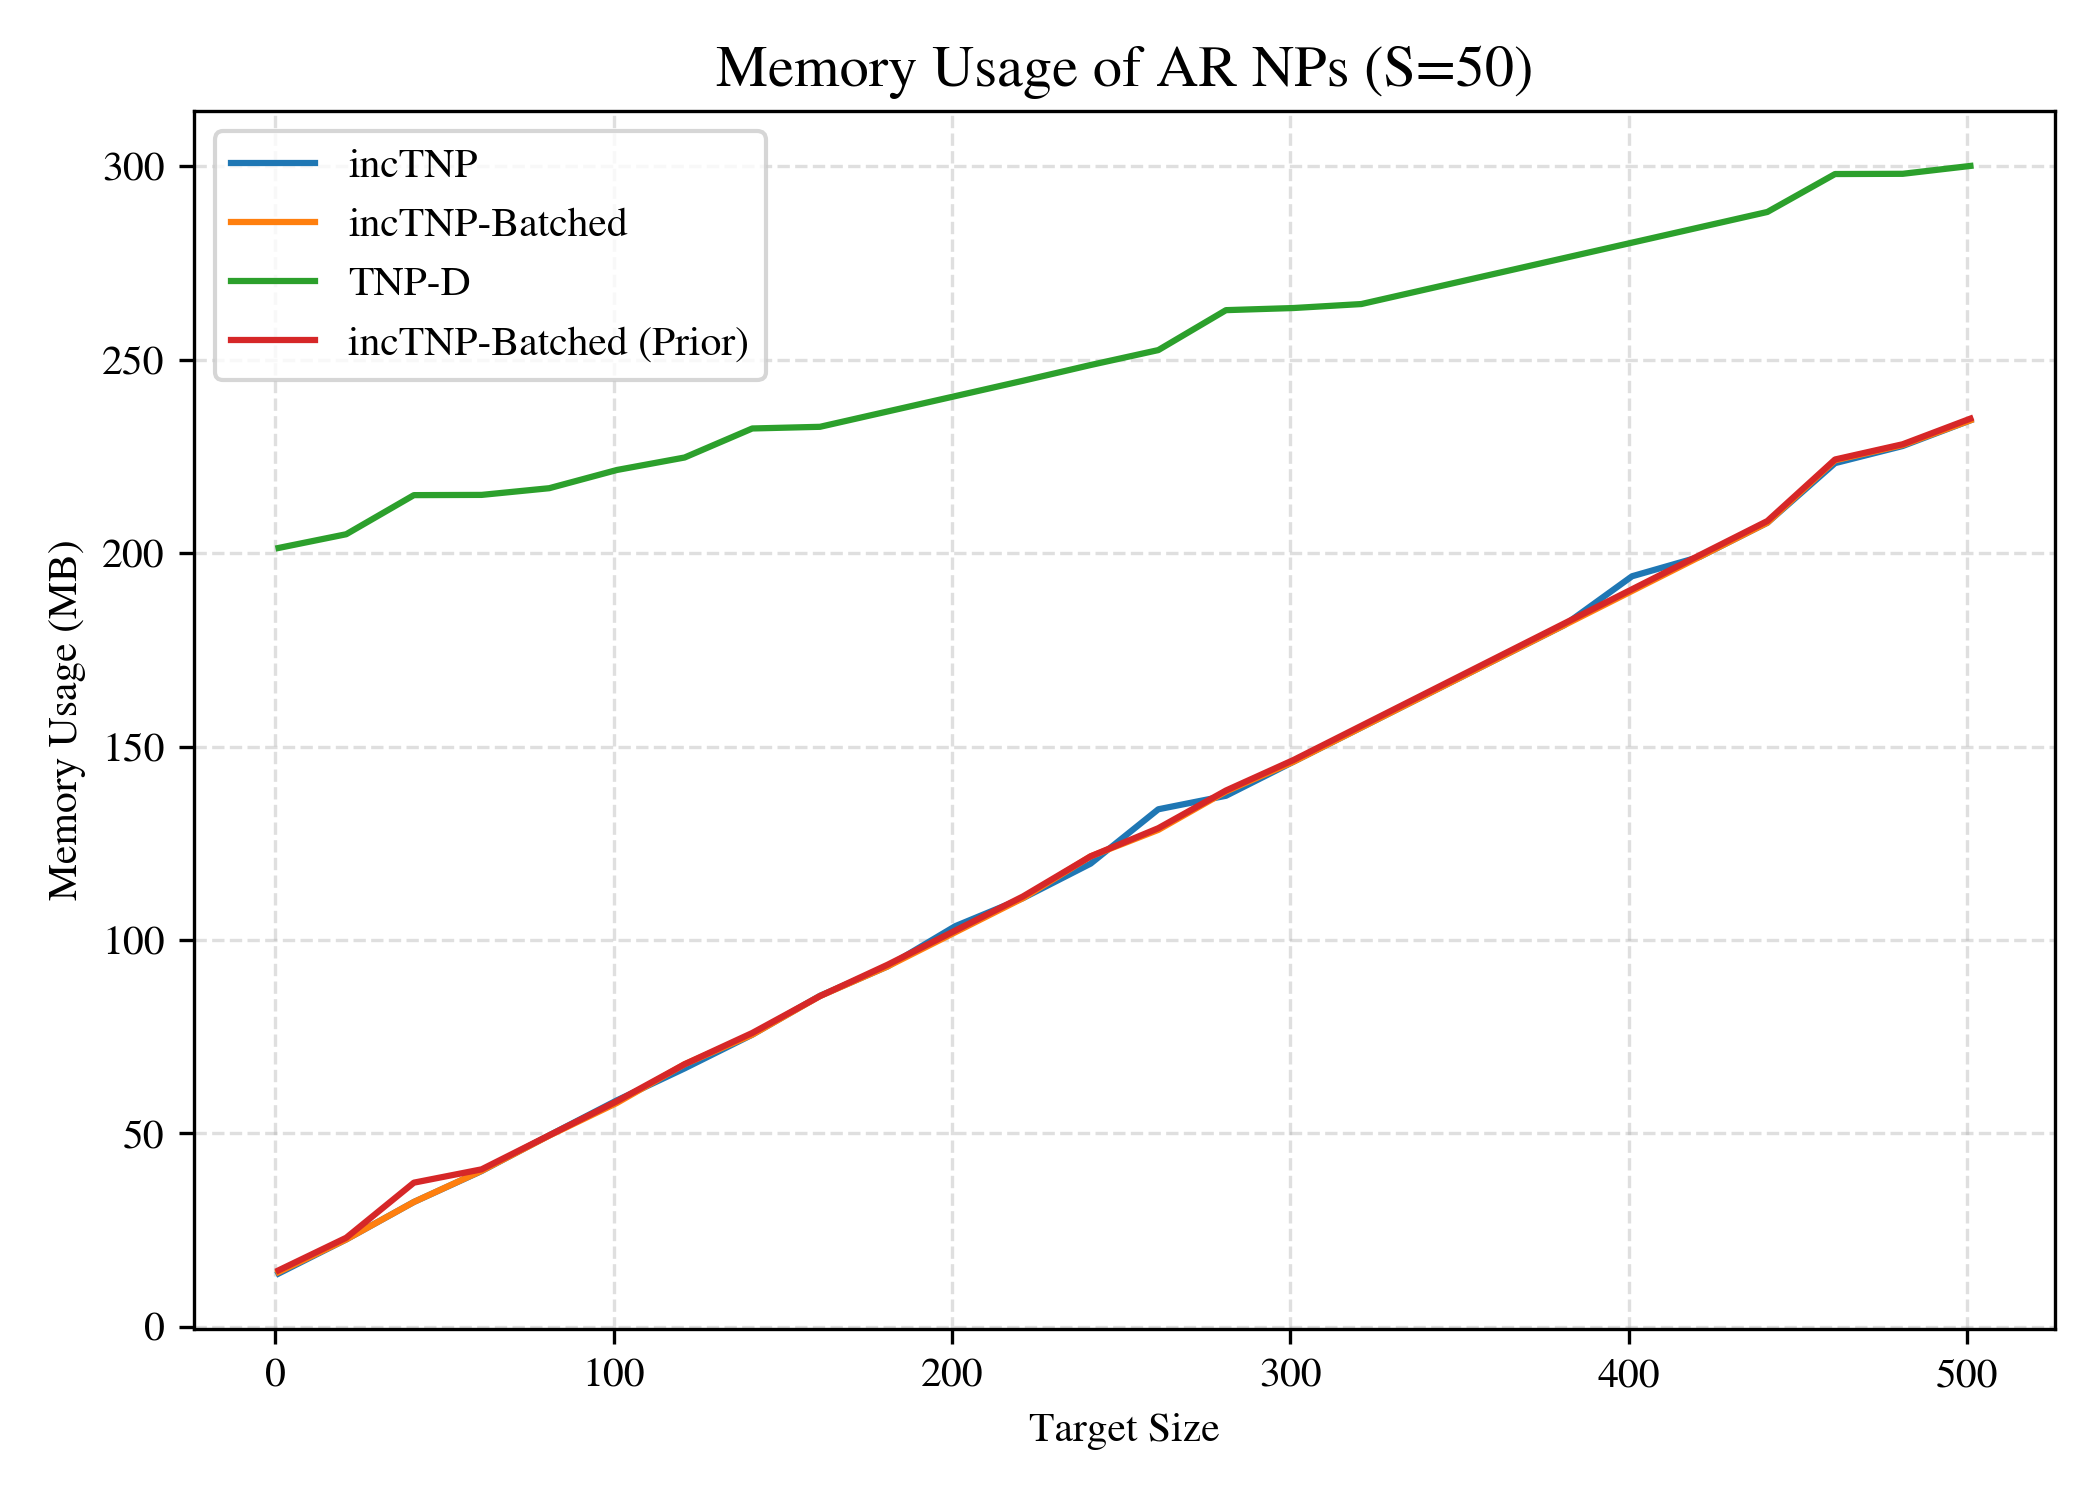 Memory Usage of AR NPs (S=50)
incTNP
incTNP-Batched
TNP-D
incTNP-Batched (Prior)
Memory Usage (MB)
300
250
200
150
100
50
0
0 100 200 300 400 500
Target Size